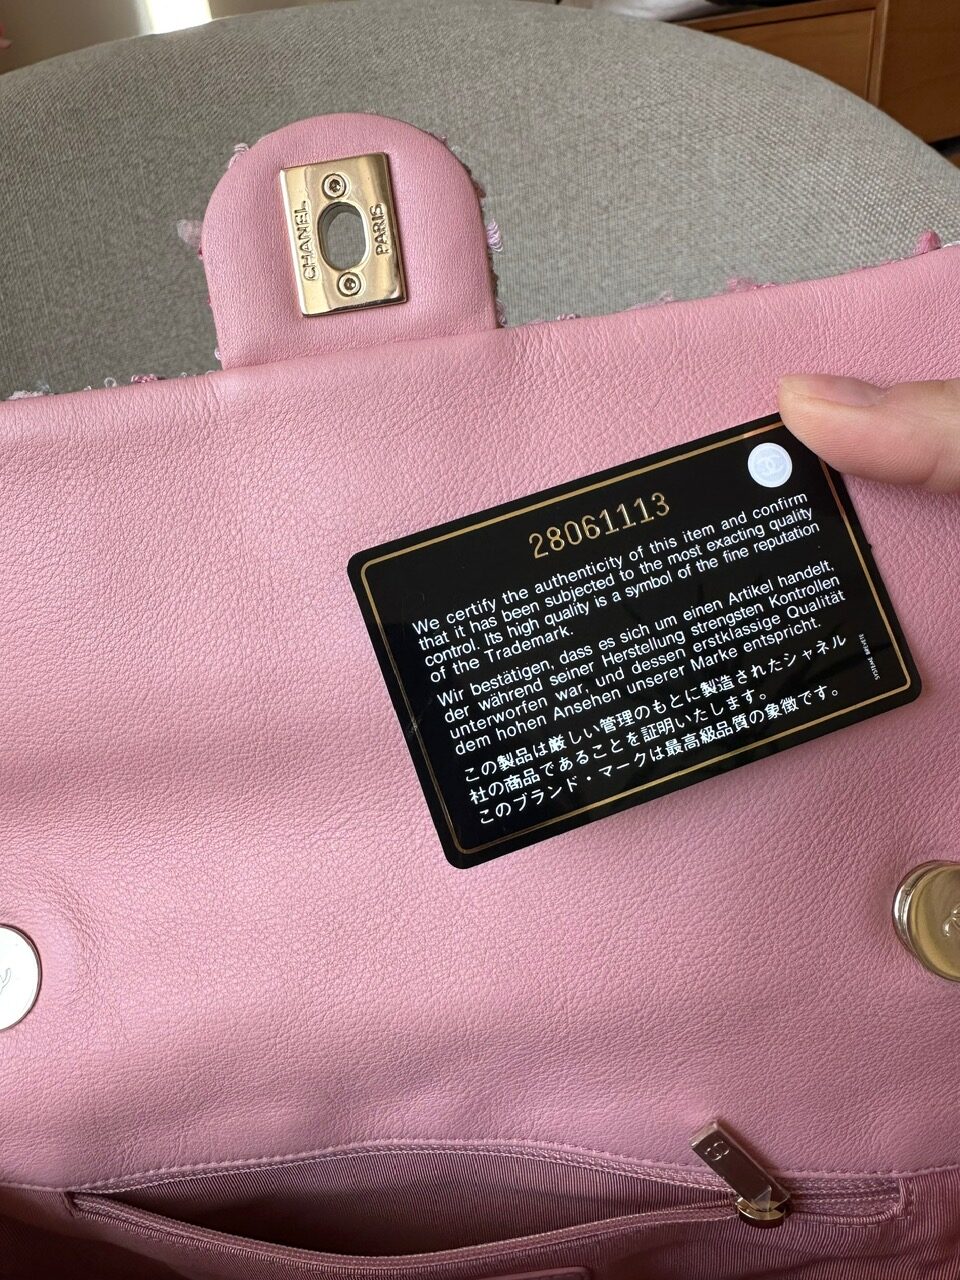 CHANEL
PARIS
28061113
We certify the authenticity of this item and confirm
that it has been subjected to the most exacting quality
control. Its high quality is a symbol of the fine reputation
of the Trademark.
Wir bestätigen, dass es sich um einen Artikel handelt,
der während seiner Herstellung strengsten Kontrollen
unterworfen war, und dessen erstklassige Qualität
dem hohen Ansehen unserer Marke entspricht.
この製品は厳しい管理のもとに製造されたシャネル
社の商品であることを証明いたします。
このブランド・マークは最高級品質の象徴です。
SYSTEME BREVETE